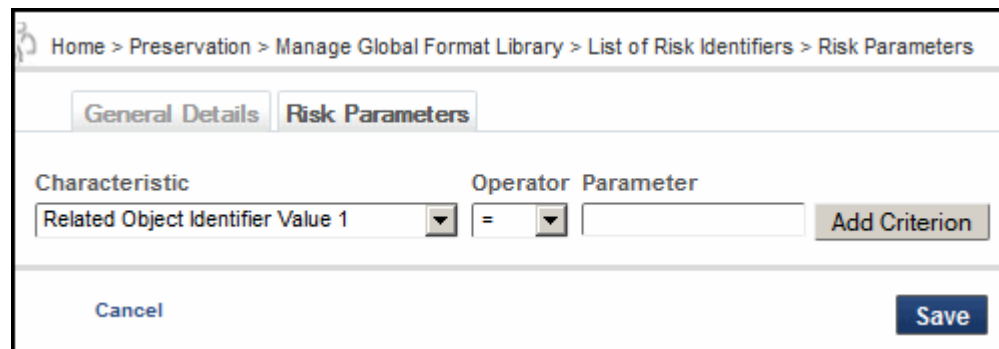 Home > Preservation > Manage Global Format Library > List of Risk Identifiers > Risk Parameters
General Details Risk Parameters
Characteristic Operator Parameter
Related Object Identifier Value 1 = Add Criterion
Cancel Save